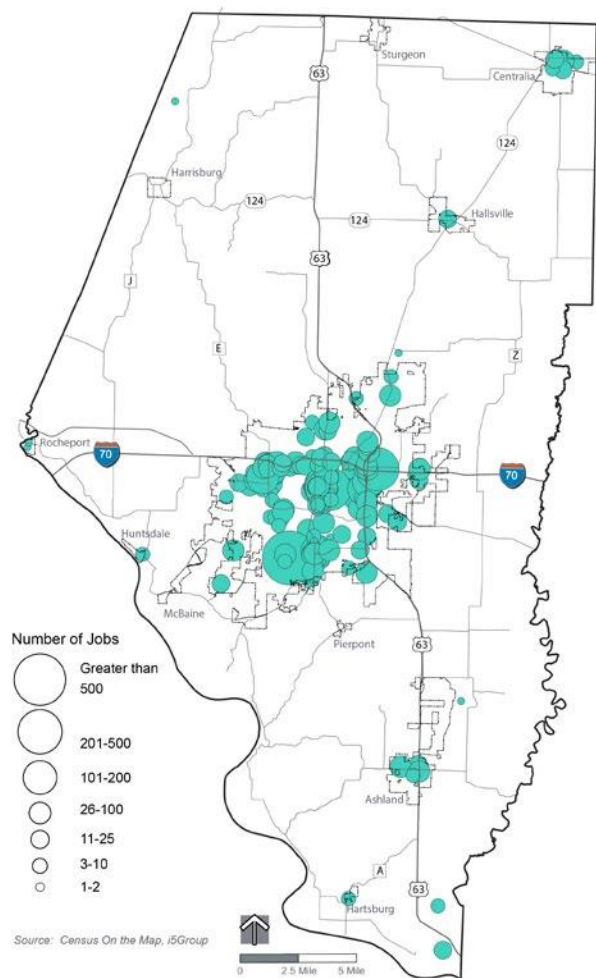 63
Sturgeon
Centralia
124
Harrisburg
124
124
Hallsville
63
J
E
Z
Rocheport
70
70
Huntsdale
McBaine
Pierpont
63
Number of Jobs
Greater than
500
201-500
101-200
26-100
11-25
3-10
1-2
Ashland
A
63
Hartsburg
Source: Census On the Map, i5Group
0 2.5 Mile 5 Mile